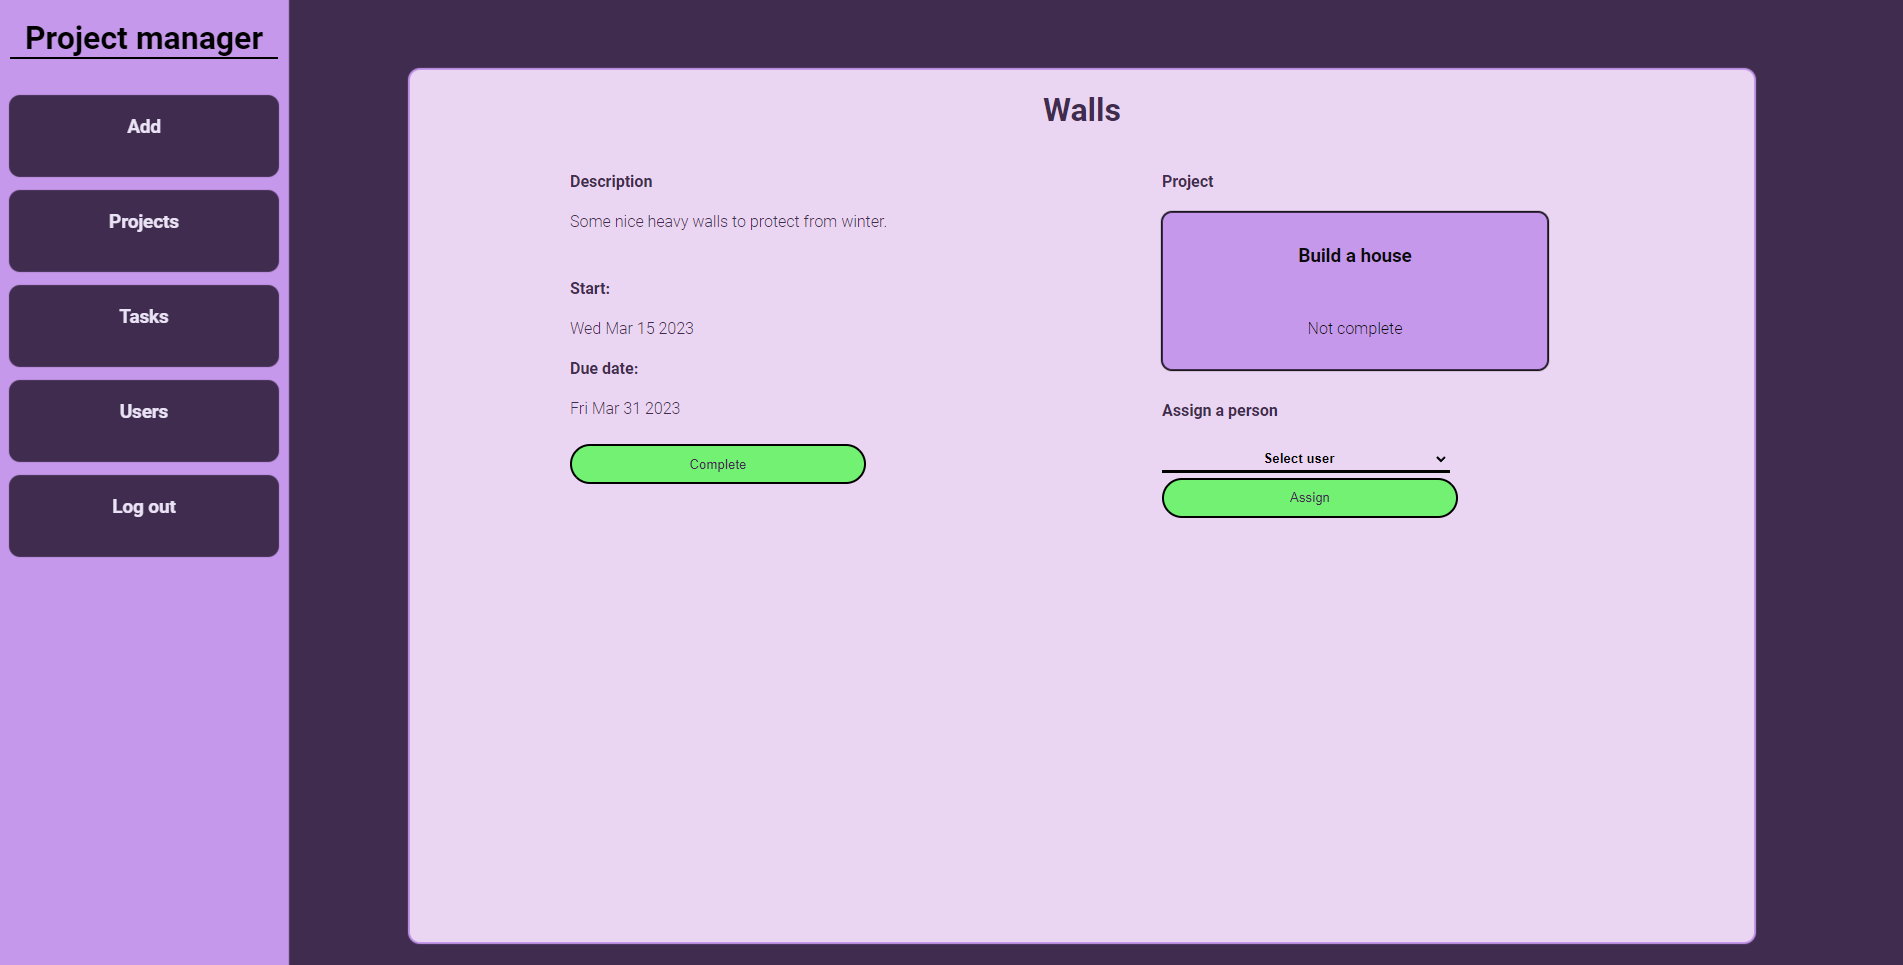 Project manager
Add
Projects
Tasks
Users
Log out
Walls
Description
Some nice heavy walls to protect from winter.
Start:
Wed Mar 15 2023
Due date:
Fri Mar 31 2023
Complete
Project
Build a house
Not complete
Assign a person
Select user
Assign